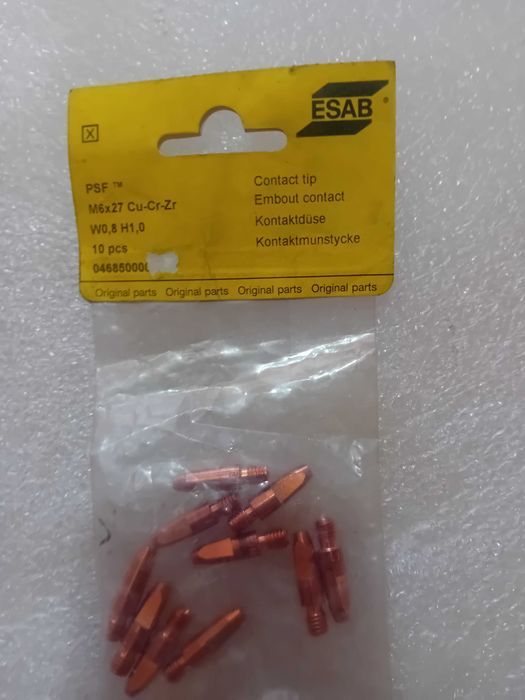 ESAB
X
PSF ™
M6x27 Cu-Cr-Zr
W0,8 H1,0
10 pcs
Contact tip
Embout contact
Kontaktdüse
Kontaktmunstycke
Original parts Original parts Original parts Original parts